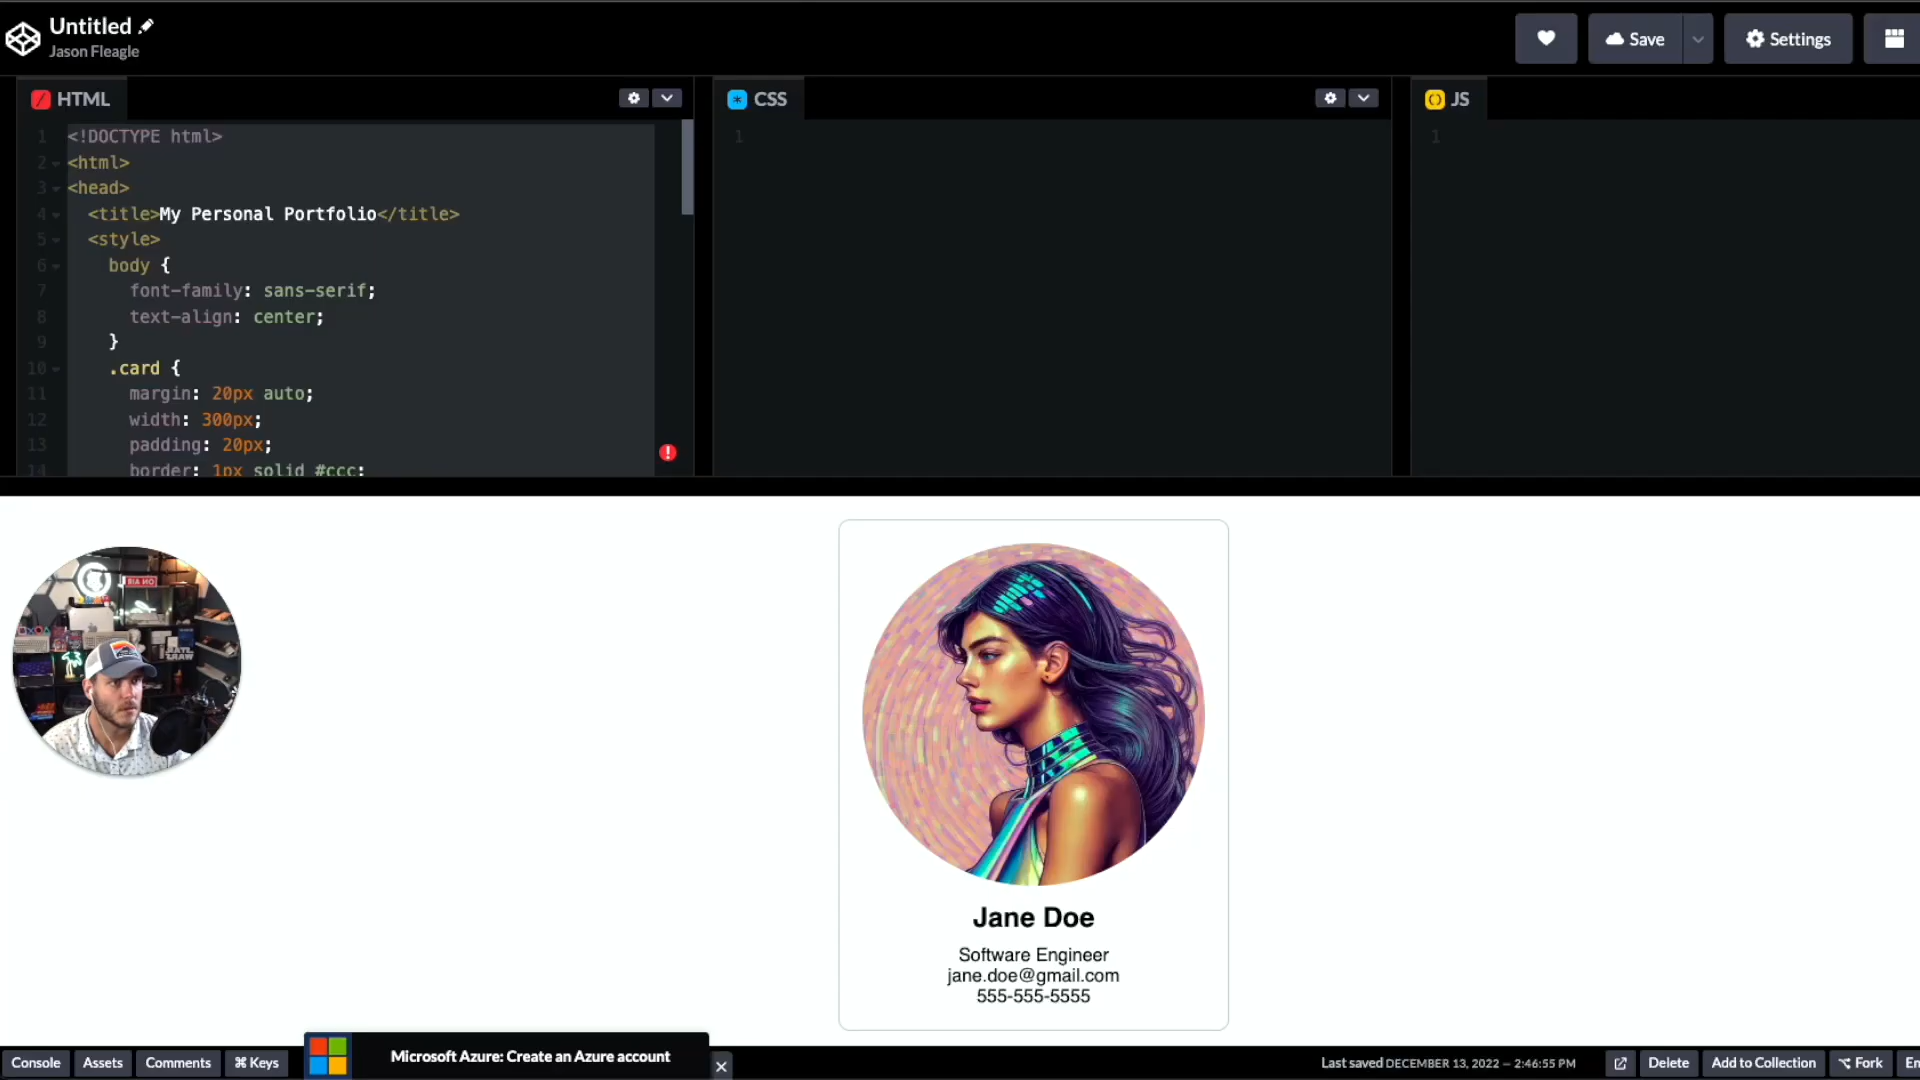 Untitled
Jason Fleagle
Save
Settings
HTML
CSS
JS
1 <!DOCTYPE html>
2 <html>
3 <head>
4 <title>My Personal Portfolio</title>
5 <style>
6 body {
7 font-family: sans-serif;
8 text-align: center;
9 }
10 .card {
11 margin: 20px auto;
12 width: 300px;
13 padding: 20px;
14 border: 1px solid #ccc;
1
1
Jane Doe
Software Engineer
jane.doe@gmail.com
555-555-5555
Console
Assets
Comments
⌘ Keys
Microsoft Azure: Create an Azure account
Last saved DECEMBER 13, 2022 — 2:46:55 PM
Delete
Add to Collection
Fork